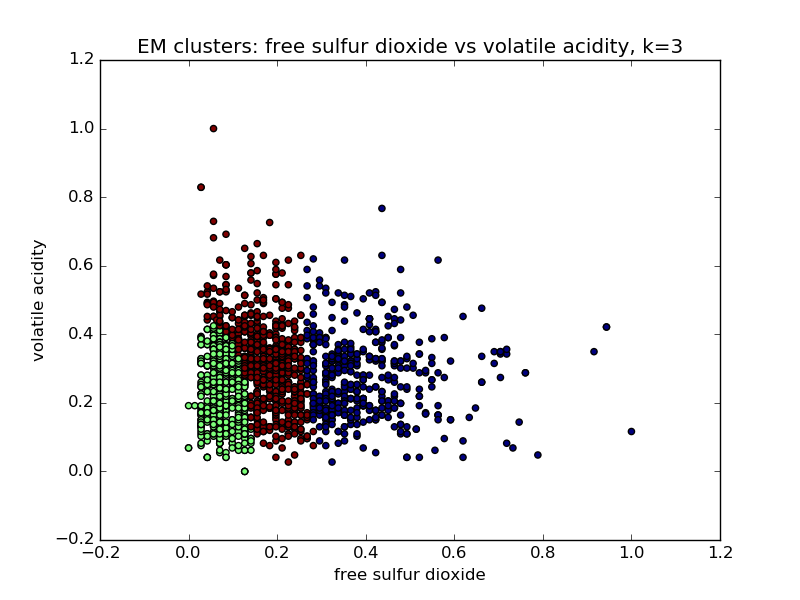 EM clusters: free sulfur dioxide vs volatile acidity, k=3
1.2
1.0
0.8
0.6
0.4
0.2
0.0
−0.2
volatile acidity
−0.2 0.0 0.2 0.4 0.6 0.8 1.0 1.2
free sulfur dioxide